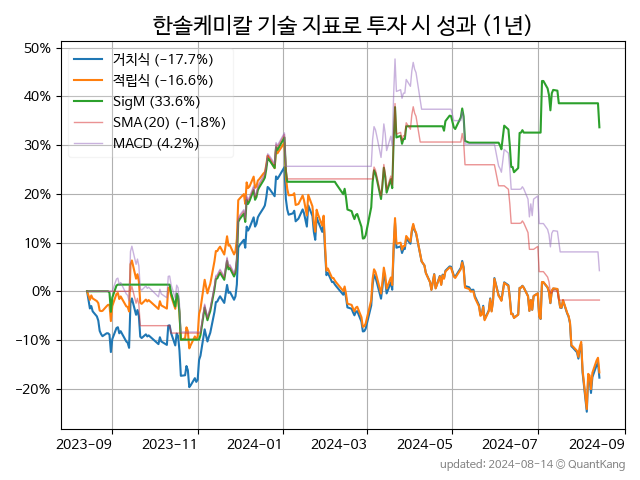 한솔케미칼 기술 지표로 투자 시 성과 (1년)
50%
40%
30%
20%
10%
0%
−10%
−20%
거치식 (−17.7%)
적립식 (−16.6%)
SigM (33.6%)
SMA(20) (−1.8%)
MACD (4.2%)
2023-09
2023-11
2024-01
2024-03
2024-05
2024-07
2024-09
updated: 2024-08-14 © QuantKang